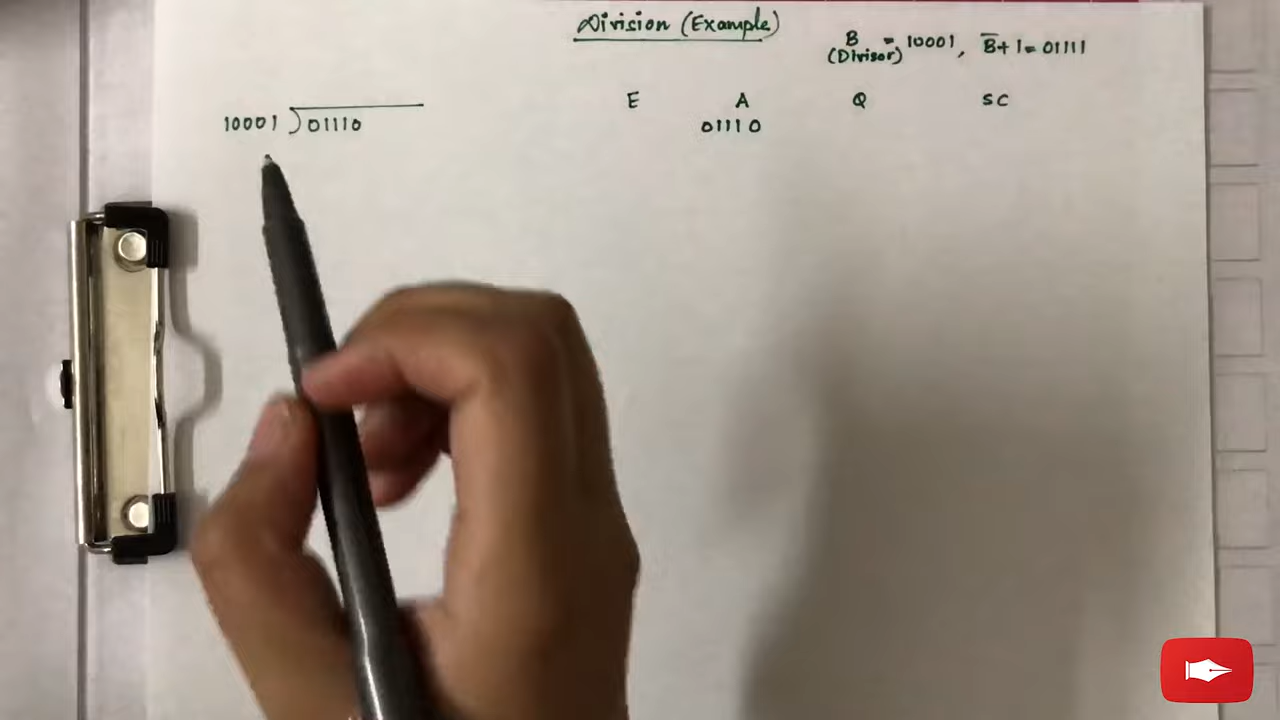 Division (Example)
B = 10001, B̅+1=01111
(Divisor)
E A Q SC
10001 ) 01110
01110